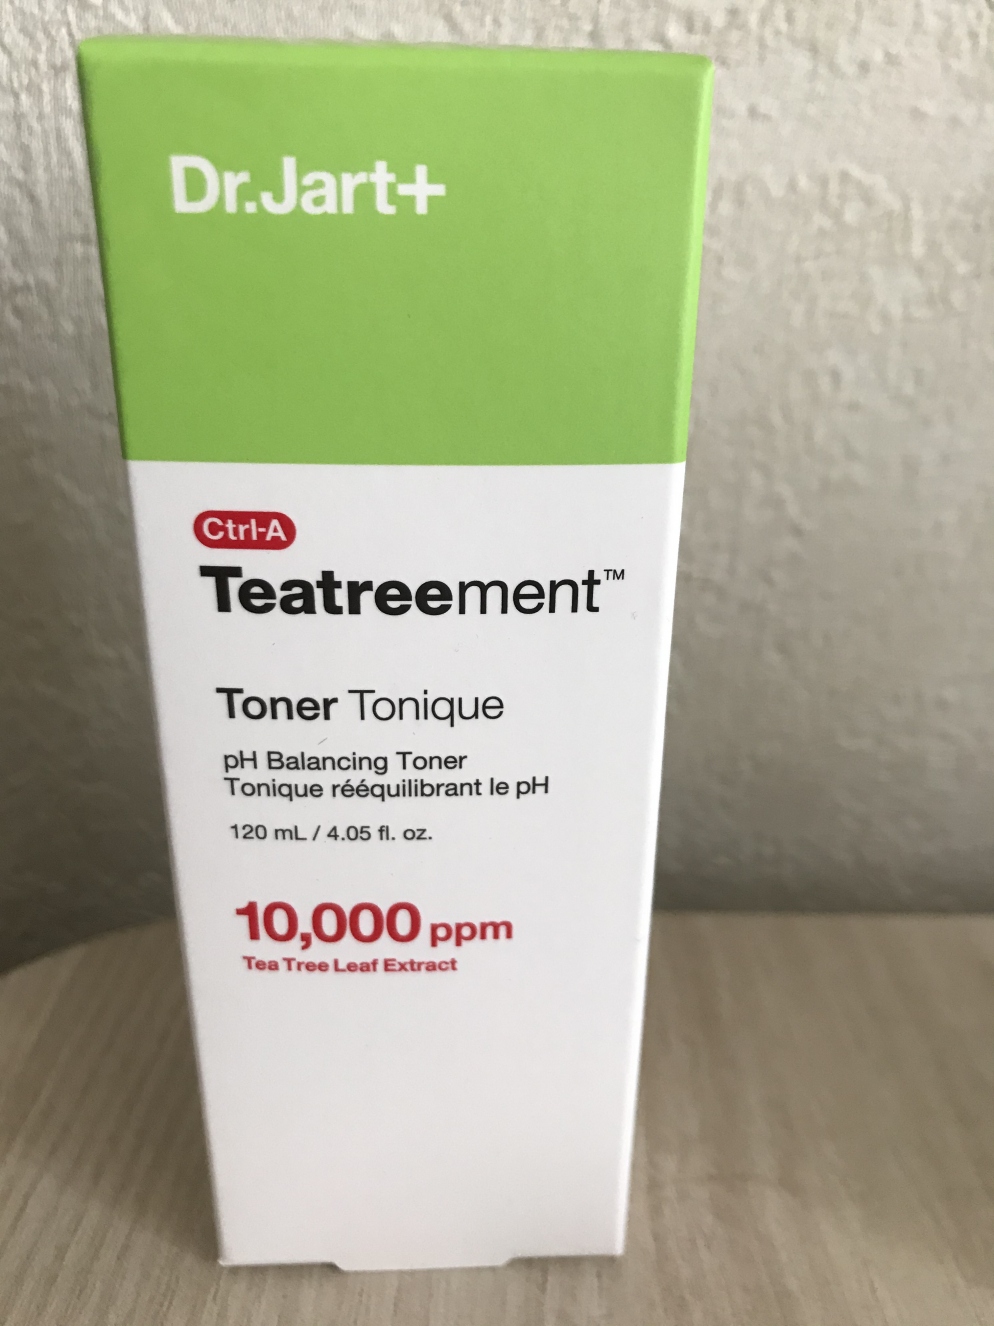 Dr.Jart+
Ctrl-A
Teatreement™
Toner Tonique
pH Balancing Toner
Tonique rééquilibrant le pH
120 mL / 4.05 fl. oz.
10,000 ppm
Tea Tree Leaf Extract